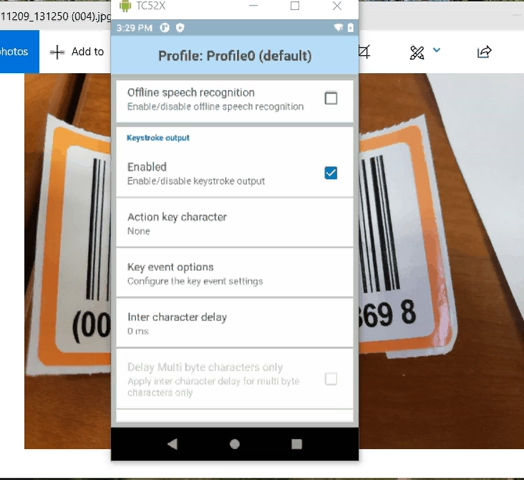 TC52X
11209_131250 (004).jp
photos
Add to
3:29 PM
Profile: Profile0 (default)
Offline speech recognition
Enable/disable offline speech recognition
Keystroke output
Enabled
Enable/disable keystroke output
Action key character
None
Key event options
Configure the key event settings
Inter character delay
0 ms
Delay Multi byte characters only
Apply inter character delay for multi byte
characters only
(00
369 8